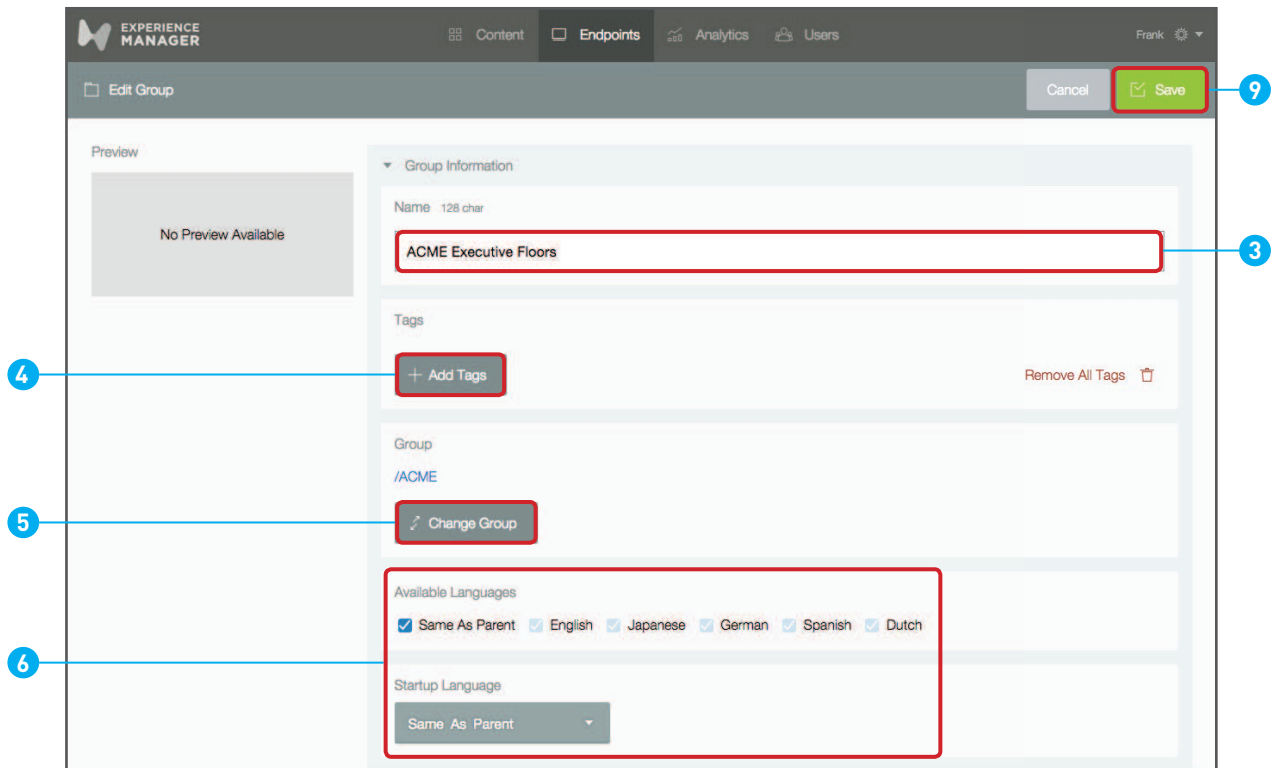 EXPERIENCE
MANAGER
Content Endpoints Analytics Users
Frank
Edit Group
Cancel Save
9
Preview
No Preview Available
Group Information
Name 128 char
ACME Executive Floors
3
Tags
4
+ Add Tags
Remove All Tags
Group
/ACME
5
Change Group
Available Languages
Same As Parent English Japanese German Spanish Dutch
6
Startup Language
Same As Parent